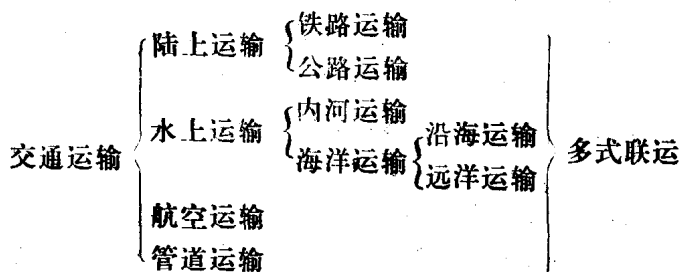 铁路运输
陆上运输
公路运输
内河运输
水上运输
沿海运输
海洋运输
交通运输
多式联运
远洋运输
航空运输
管道运输